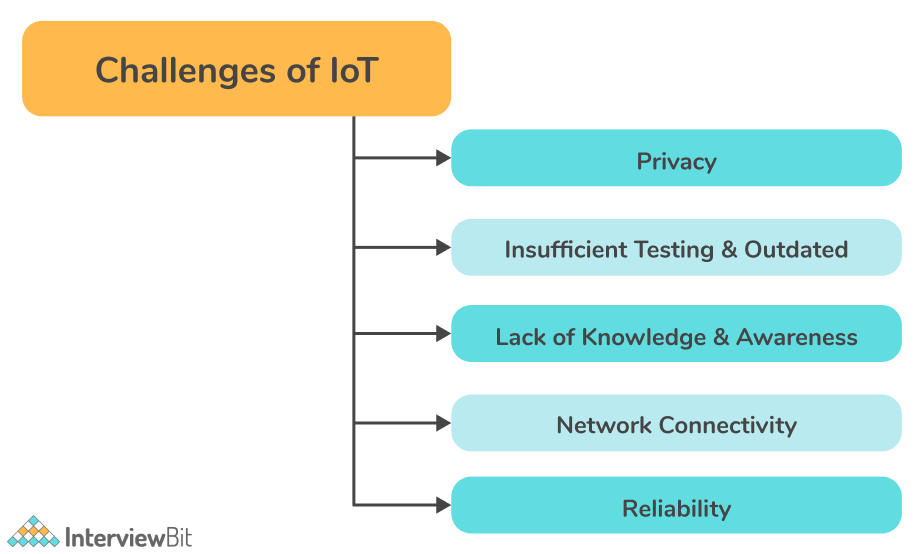 Challenges of IoT
Privacy
Insufficient Testing & Outdated
Lack of Knowledge & Awareness
Network Connectivity
Reliability
InterviewBit